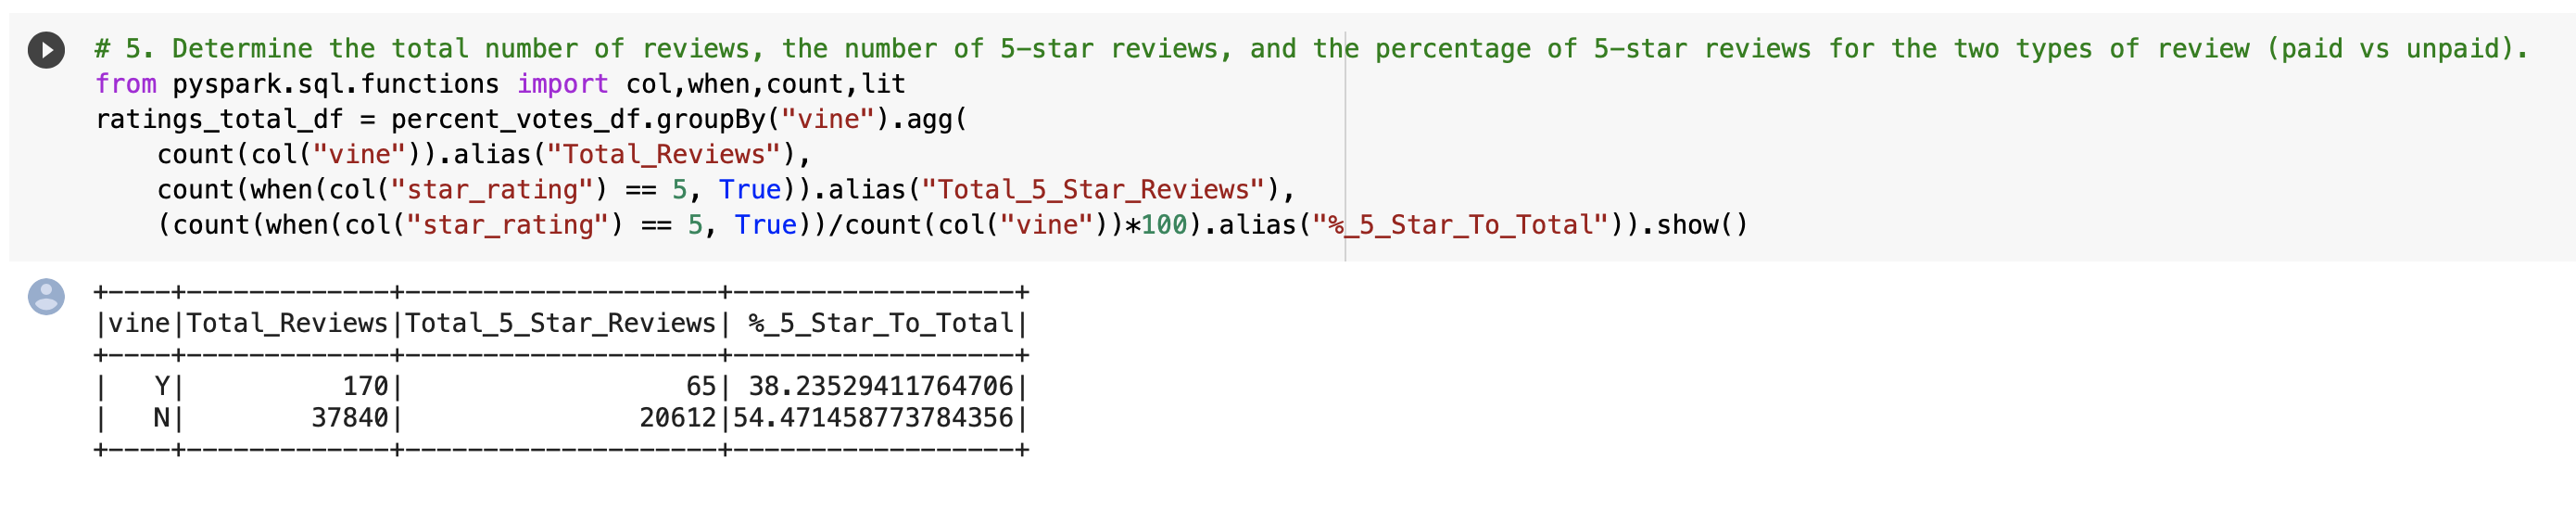 # 5. Determine the total number of reviews, the number of 5-star reviews, and the percentage of 5-star reviews for the two types of review (paid vs unpaid).
from pyspark.sql.functions import col,when,count,lit
ratings_total_df = percent_votes_df.groupBy("vine").agg(
    count(col("vine")).alias("Total_Reviews"),
    count(when(col("star_rating") == 5, True)).alias("Total_5_Star_Reviews"),
    (count(when(col("star_rating") == 5, True))/count(col("vine"))*100).alias("%_5_Star_To_Total")).show()
+----+-------------+--------------------+------------------+
|vine|Total_Reviews|Total_5_Star_Reviews| %_5_Star_To_Total|
+----+-------------+--------------------+------------------+
|   Y|          170|                  65| 38.23529411764706|
|   N|        37840|               20612|54.471458773784356|
+----+-------------+--------------------+------------------+